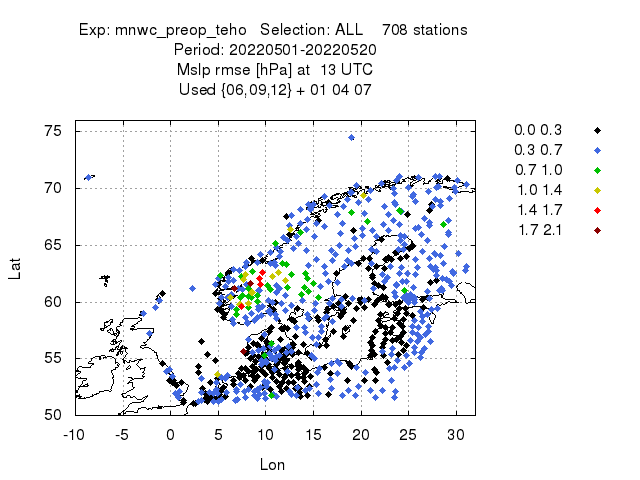 Exp: mnwc_preop_teho   Selection: ALL    708 stations
Period: 20220501-20220520
Mslp rmse [hPa] at  13 UTC
Used {06,09,12} + 01 04 07
0.0 0.3
0.3 0.7
0.7 1.0
1.0 1.4
1.4 1.7
1.7 2.1
75
70
65
60
55
50
Lat
-10 -5 0 5 10 15 20 25 30
Lon